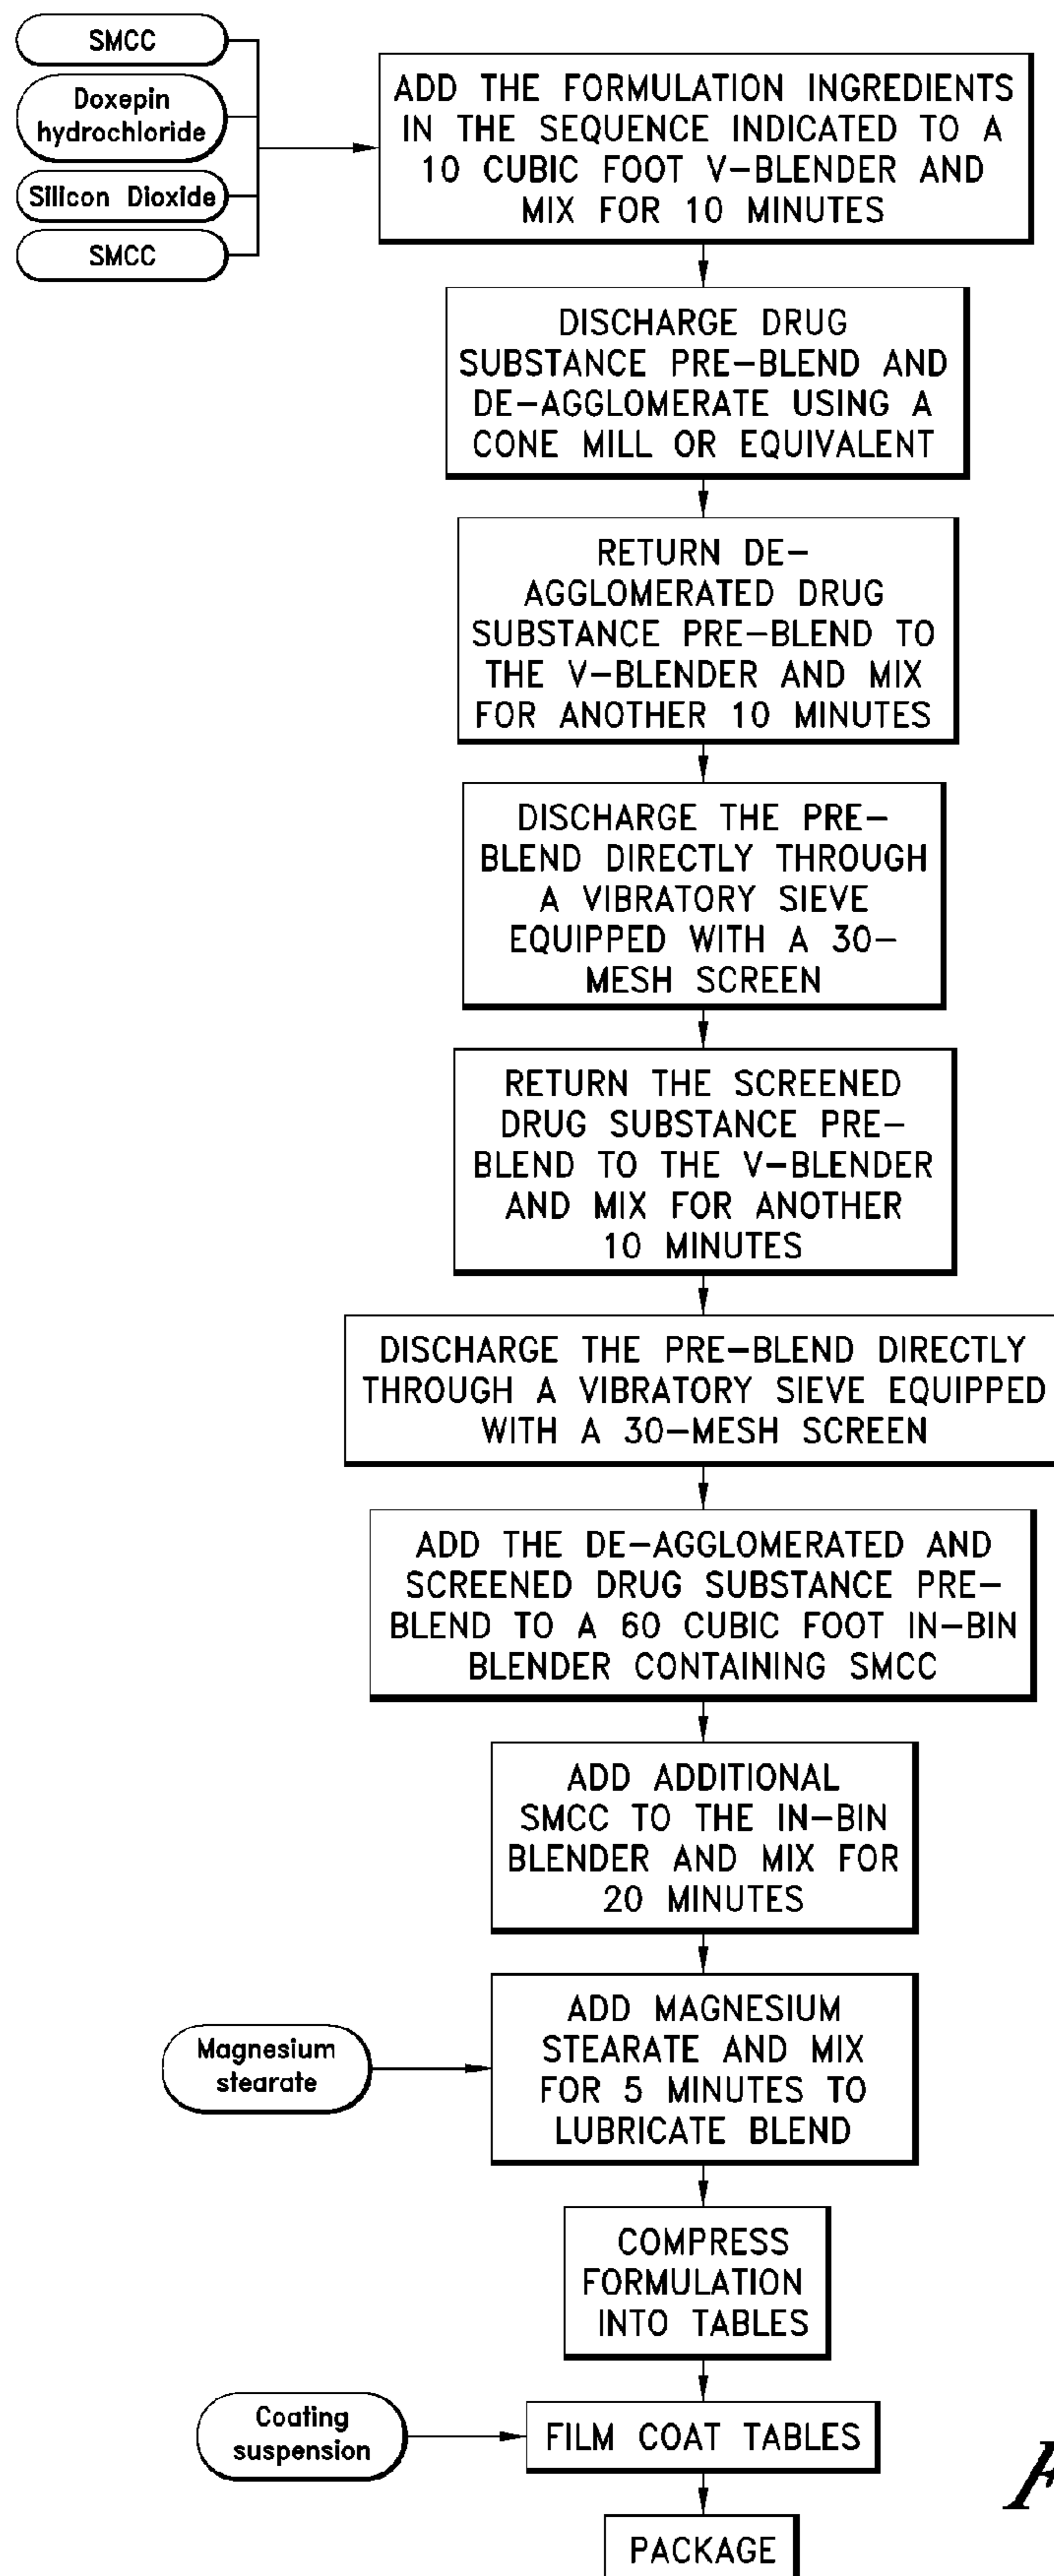 SMCC
Doxepin
hydrochloride
Silicon Dioxide
SMCC
ADD THE FORMULATION INGREDIENTS
IN THE SEQUENCE INDICATED TO A
10 CUBIC FOOT V-BLENDER AND
MIX FOR 10 MINUTES
DISCHARGE DRUG
SUBSTANCE PRE-BLEND AND
DE-AGGLOMERATE USING A
CONE MILL OR EQUIVALENT
RETURN DE-
AGGLOMERATED DRUG
SUBSTANCE PRE-BLEND TO
THE V-BLENDER AND MIX
FOR ANOTHER 10 MINUTES
DISCHARGE THE PRE-
BLEND DIRECTLY THROUGH
A VIBRATORY SIEVE
EQUIPPED WITH A 30-
MESH SCREEN
RETURN THE SCREENED
DRUG SUBSTANCE PRE-
BLEND TO THE V-BLENDER
AND MIX FOR ANOTHER
10 MINUTES
DISCHARGE THE PRE-BLEND DIRECTLY
THROUGH A VIBRATORY SIEVE EQUIPPED
WITH A 30-MESH SCREEN
ADD THE DE-AGGLOMERATED AND
SCREENED DRUG SUBSTANCE PRE-
BLEND TO A 60 CUBIC FOOT IN-BIN
BLENDER CONTAINING SMCC
ADD ADDITIONAL
SMCC TO THE IN-BIN
BLENDER AND MIX FOR
20 MINUTES
Magnesium
stearate
ADD MAGNESIUM
STEARATE AND MIX
FOR 5 MINUTES TO
LUBRICATE BLEND
COMPRESS
FORMULATION
INTO TABLES
Coating
suspension
FILM COAT TABLES
PACKAGE